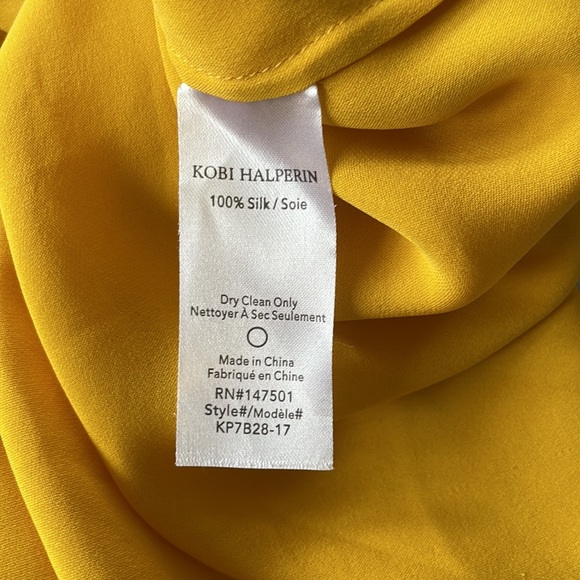 KOBI HALPERIN
100% Silk / Soie
Dry Clean Only
Nettoyer À Sec Seulement
Made in China
Fabriqué en Chine
RN#147501
Style#/Modèle#
KP7B28-17